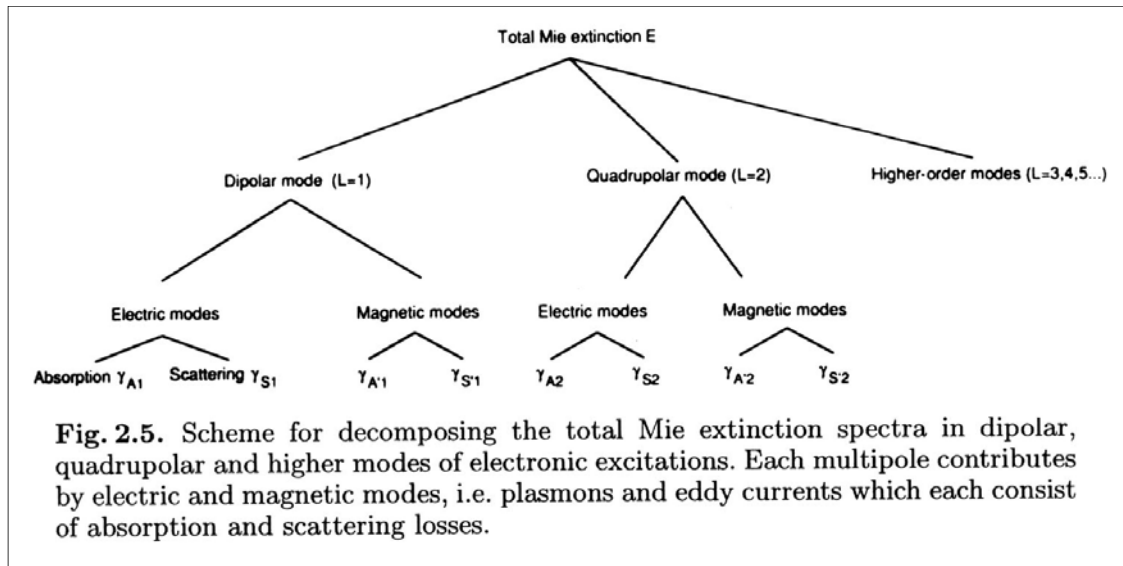 Total Mie extinction E
Dipolar mode (L=1)
Quadrupolar mode (L=2)
Higher-order modes (L=3,4,5...)
Electric modes
Magnetic modes
Electric modes
Magnetic modes
Absorption γA1
Scattering γS1
γA'1
γS'1
γA2
γS2
γA'2
γS'2
Fig. 2.5. Scheme for decomposing the total Mie extinction spectra in dipolar,
quadrupolar and higher modes of electronic excitations. Each multipole contributes
by electric and magnetic modes, i.e. plasmons and eddy currents which each consist
of absorption and scattering losses.